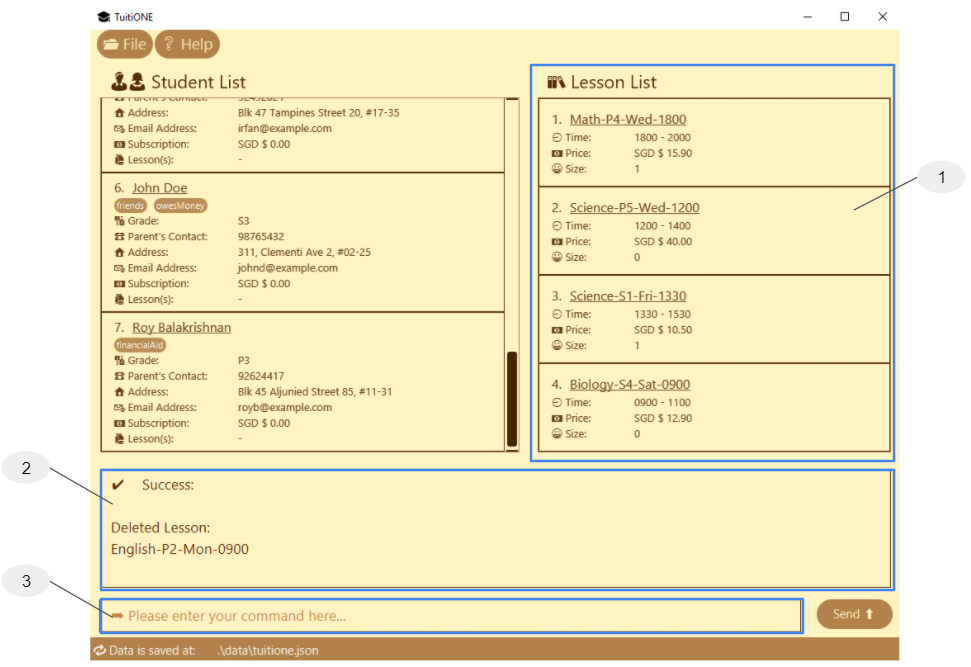 TuitiONE
File Help
Student List
Parent's Contact: 92492021
Address: Blk 47 Tampines Street 20, #17-35
Email Address: irfan@example.com
Subscription: SGD $ 0.00
Lesson(s): -
6. John Doe
friends owesMoney
Grade: S3
Parent's Contact: 98765432
Address: 311, Clementi Ave 2, #02-25
Email Address: johnd@example.com
Subscription: SGD $ 0.00
Lesson(s): -
7. Roy Balakrishnan
financialAid
Grade: P3
Parent's Contact: 92624417
Address: Blk 45 Aljunied Street 85, #11-31
Email Address: royb@example.com
Subscription: SGD $ 0.00
Lesson(s): -
Lesson List
1. Math-P4-Wed-1800
Time: 1800 - 2000
Price: SGD $ 15.90
Size: 1
2. Science-P5-Wed-1200
Time: 1200 - 1400
Price: SGD $ 40.00
Size: 0
3. Science-S1-Fri-1330
Time: 1330 - 1530
Price: SGD $ 10.50
Size: 1
4. Biology-S4-Sat-0900
Time: 0900 - 1100
Price: SGD $ 12.90
Size: 0
1
2
✔ Success:
Deleted Lesson:
English-P2-Mon-0900
3
Please enter your command here...
Send
Data is saved at: .\data\tuitione.json